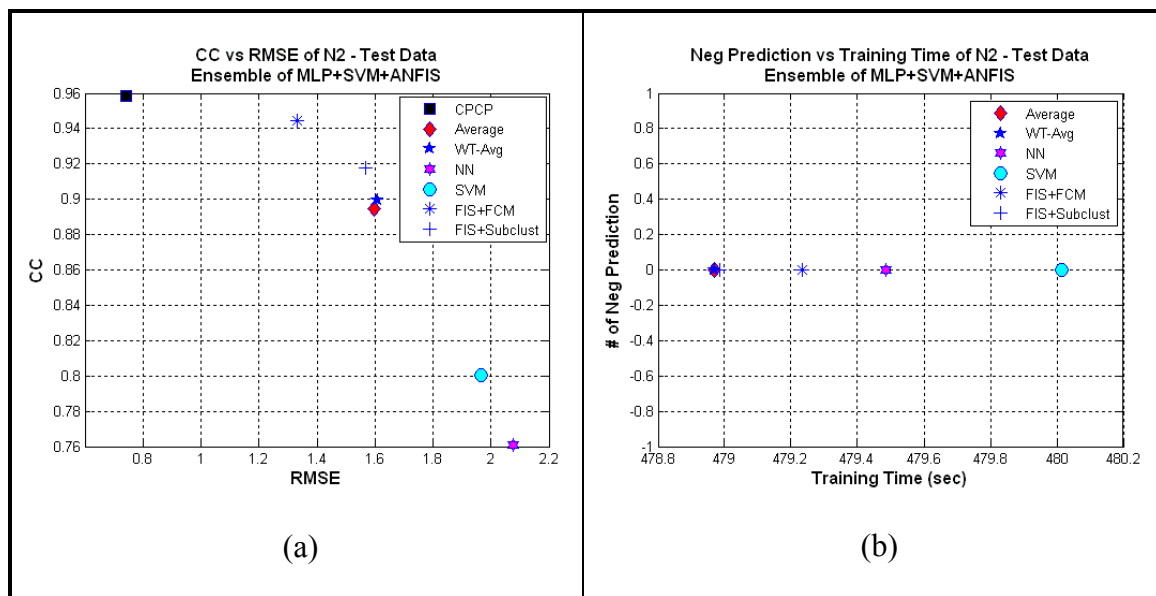 CC vs RMSE of N2 - Test Data
Ensemble of MLP+SVM+ANFIS
0.96
0.94
0.92
0.9
0.88
0.86
0.84
0.82
0.8
0.78
0.76
CC
CPCP
Average
WT-Avg
NN
SVM
FIS+FCM
FIS+Subclust
0.8
1
1.2
1.4
1.6
1.8
2
2.2
RMSE
(a)
Neg Prediction vs Training Time of N2 - Test Data
Ensemble of MLP+SVM+ANFIS
1
0.8
0.6
0.4
0.2
0
-0.2
-0.4
-0.6
-0.8
-1
# of Neg Prediction
Average
WT-Avg
NN
SVM
FIS+FCM
FIS+Subclust
478.8
479
479.2
479.4
479.6
479.8
480
480.2
Training Time (sec)
(b)